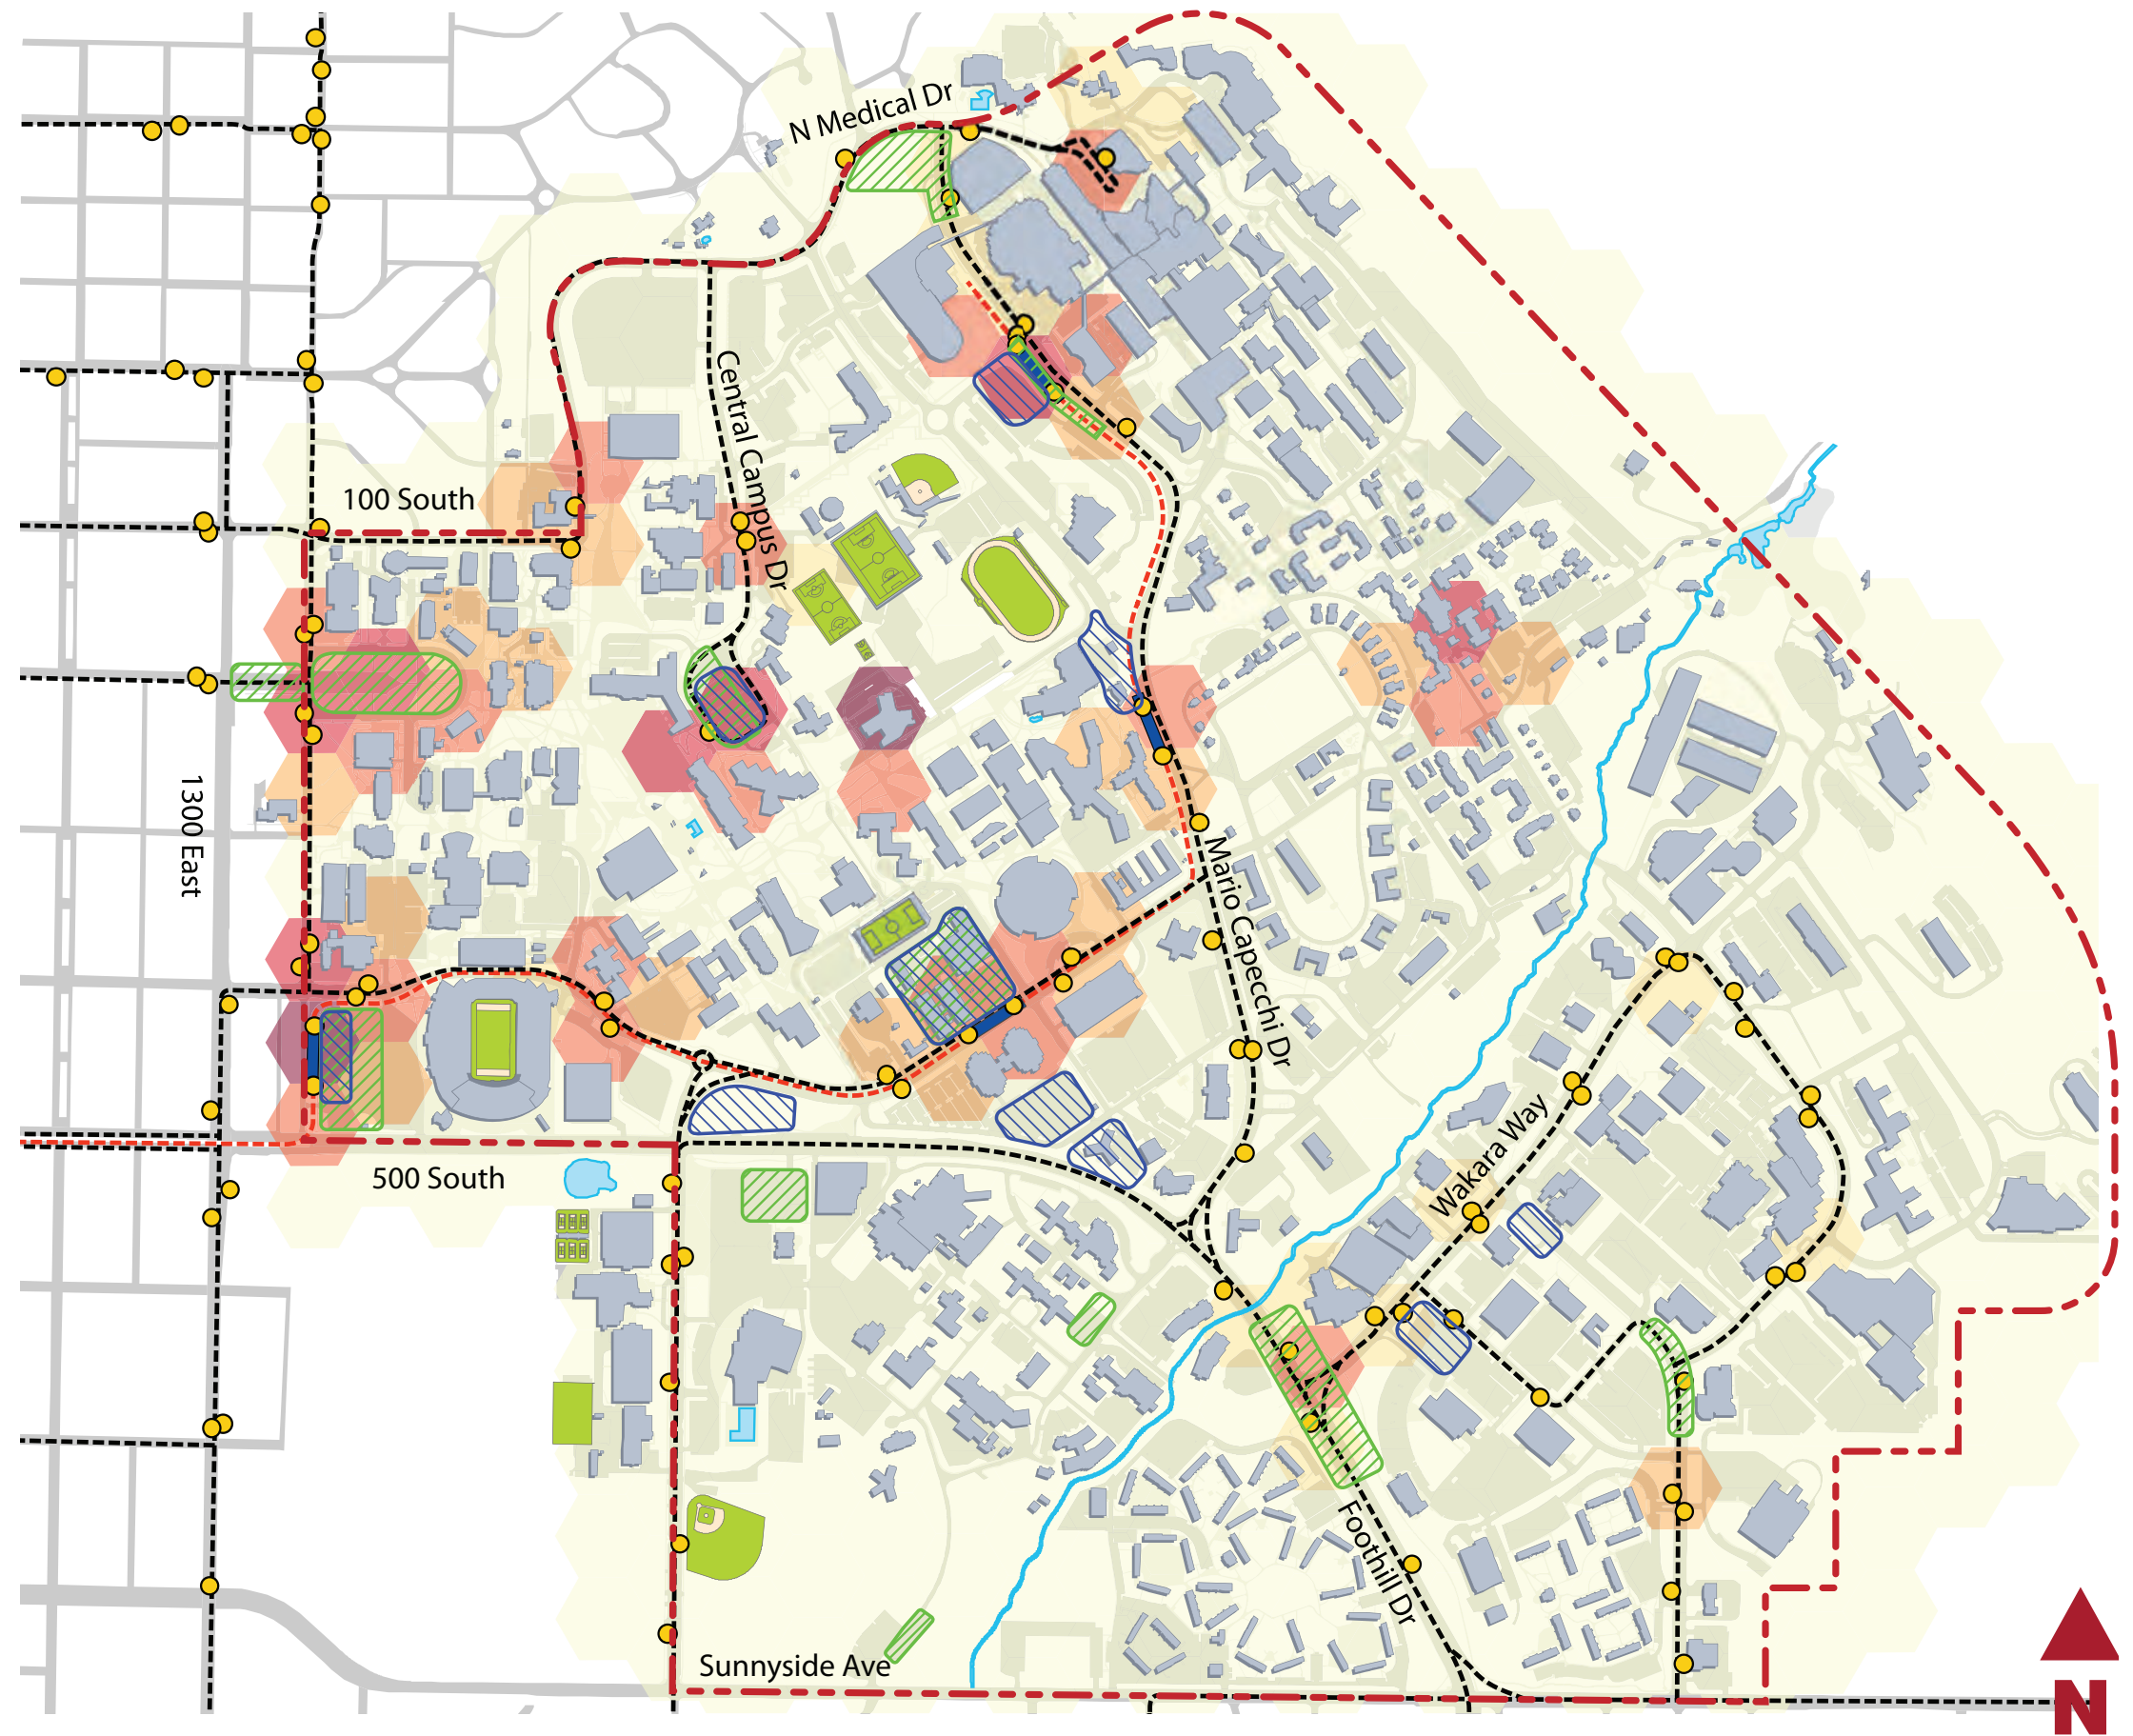 N Medical Dr
Central Campus Dr
100 South
1300 East
Mario Capecchi Dr
Wakara Way
500 South
Foothill Dr
Sunnyside Ave
N